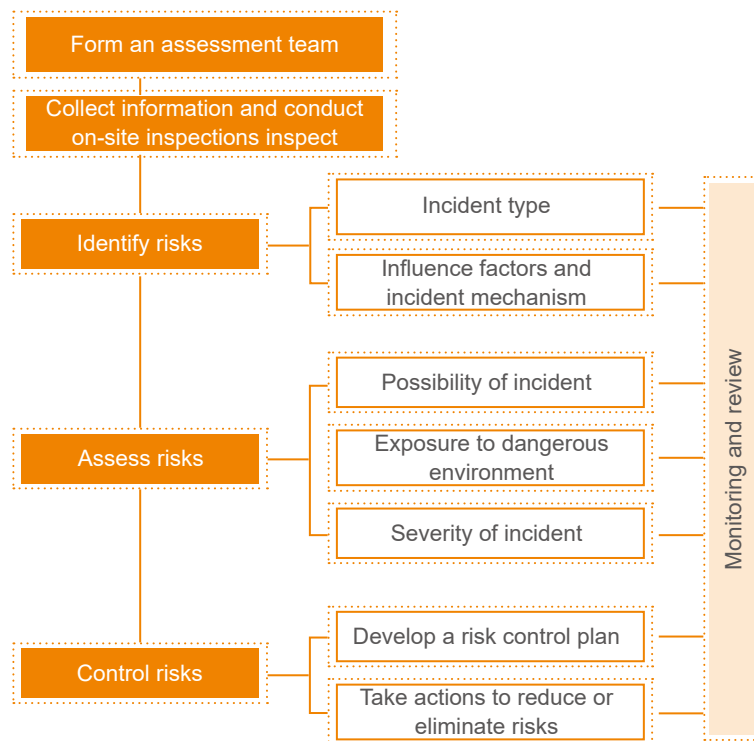 Form an assessment team
Collect information and conduct
on-site inspections inspect
Identify risks
Incident type
Influence factors and
incident mechanism
Assess risks
Possibility of incident
Exposure to dangerous
environment
Severity of incident
Control risks
Develop a risk control plan
Take actions to reduce or
eliminate risks
Monitoring and review